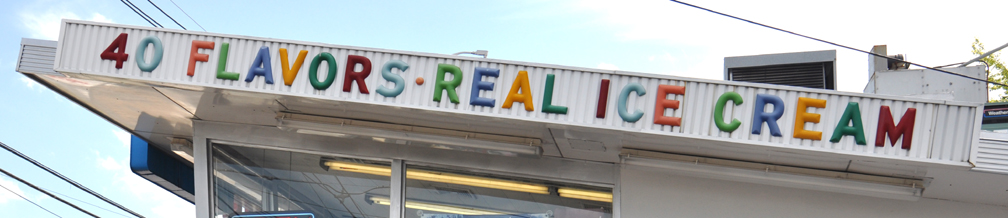 40 FLAVORS · REAL ICE CREAM